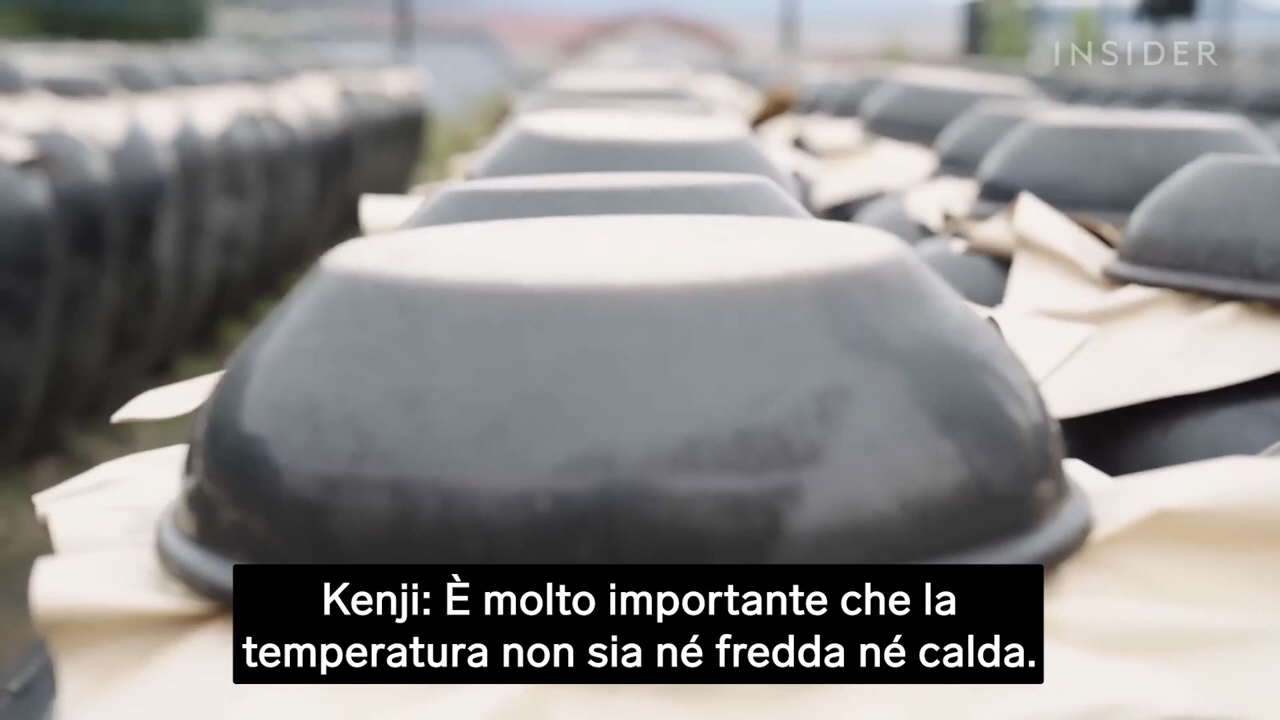 INSIDER
Kenji: È molto importante che la
temperatura non sia né fredda né calda.